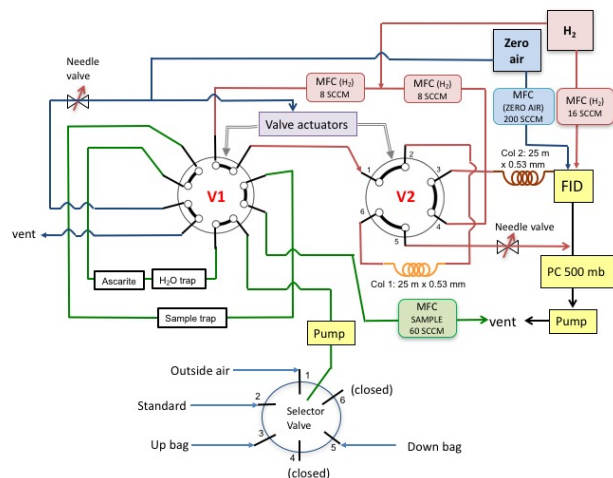 H₂
Zero
air
Needle
valve
MFC (H₂)
8 SCCM
MFC (H₂)
8 SCCM
MFC
(ZERO AIR)
200 SCCM
MFC (H₂)
16 SCCM
Valve actuators
Col 2: 25 m
x 0.53 mm
V1
1
2
3
V2
FID
6
5
4
Needle valve
vent
Ascarite
H₂O trap
Col 1: 25 m x 0.53 mm
PC 500 mb
Sample trap
Pump
MFC
SAMPLE
60 SCCM
vent
Pump
Outside air
1
(closed)
6
Standard
2
Selector
Valve
Up bag
3
5
Down bag
4
(closed)